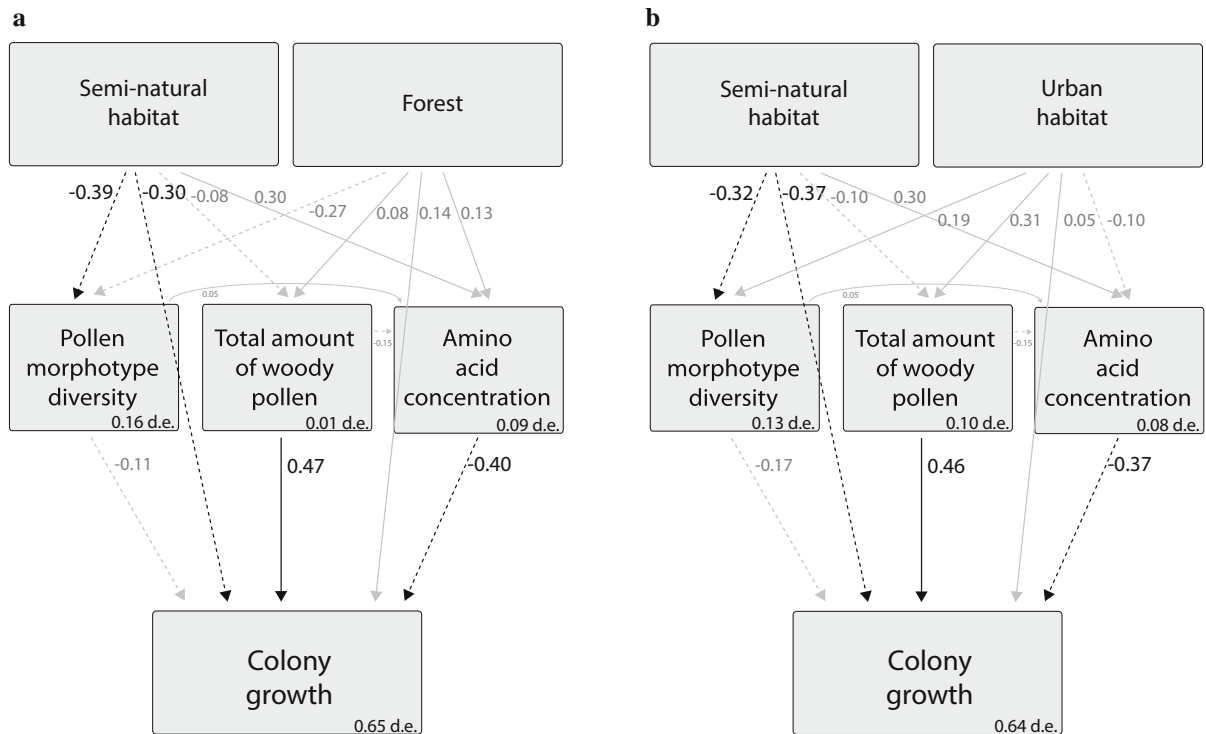 a
Semi-natural
habitat
Forest
-0.39
-0.30
-0.08
0.30
-0.27
0.08
0.14
0.13
0.05
Pollen
morphotype
diversity
0.16 d.e.
Total amount
of woody
pollen
0.01 d.e.
-0.15
Amino
acid
concentration
0.09 d.e.
-0.11
0.47
-0.40
Colony
growth
0.65 d.e.
b
Semi-natural
habitat
Urban
habitat
-0.32
-0.37
-0.10
0.30
0.19
0.31
0.05
-0.10
0.05
Pollen
morphotype
diversity
0.13 d.e.
Total amount
of woody
pollen
0.10 d.e.
-0.15
Amino
acid
concentration
0.08 d.e.
-0.17
0.46
-0.37
Colony
growth
0.64 d.e.